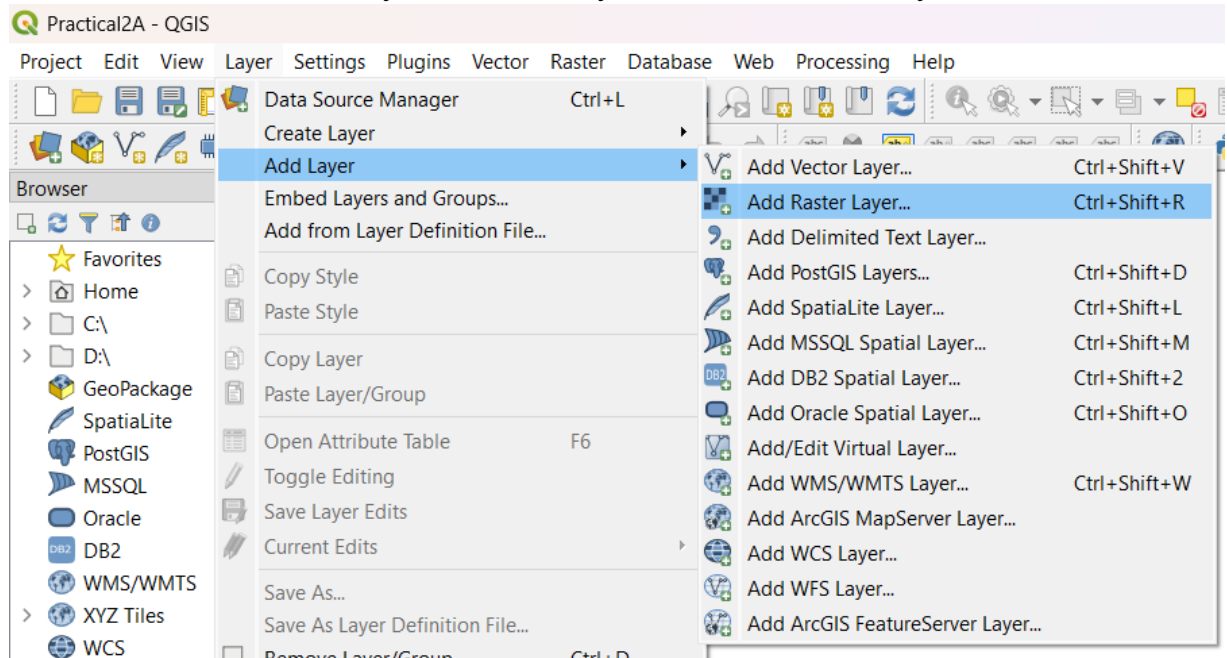 Practical2A - QGIS
Project Edit View Layer Settings Plugins Vector Raster Database Web Processing Help
Data Source Manager Ctrl+L
Create Layer
Add Layer
Embed Layers and Groups...
Add from Layer Definition File...
Copy Style
Paste Style
Copy Layer
Paste Layer/Group
Open Attribute Table F6
Toggle Editing
Save Layer Edits
Current Edits
Save As...
Save As Layer Definition File...
Remove Layer/Group Ctrl+D
Add Vector Layer... Ctrl+Shift+V
Add Raster Layer... Ctrl+Shift+R
Add Delimited Text Layer...
Add PostGIS Layers... Ctrl+Shift+D
Add SpatiaLite Layer... Ctrl+Shift+L
Add MSSQL Spatial Layer... Ctrl+Shift+M
DB2 Add DB2 Spatial Layer... Ctrl+Shift+2
Add Oracle Spatial Layer... Ctrl+Shift+O
Add/Edit Virtual Layer...
Add WMS/WMTS Layer... Ctrl+Shift+W
Add ArcGIS MapServer Layer...
Add WCS Layer...
Add WFS Layer...
Add ArcGIS FeatureServer Layer...
Browser
Favorites
Home
C:\
D:\
GeoPackage
SpatiaLite
PostGIS
MSSQL
Oracle
DB2 DB2
WMS/WMTS
XYZ Tiles
WCS